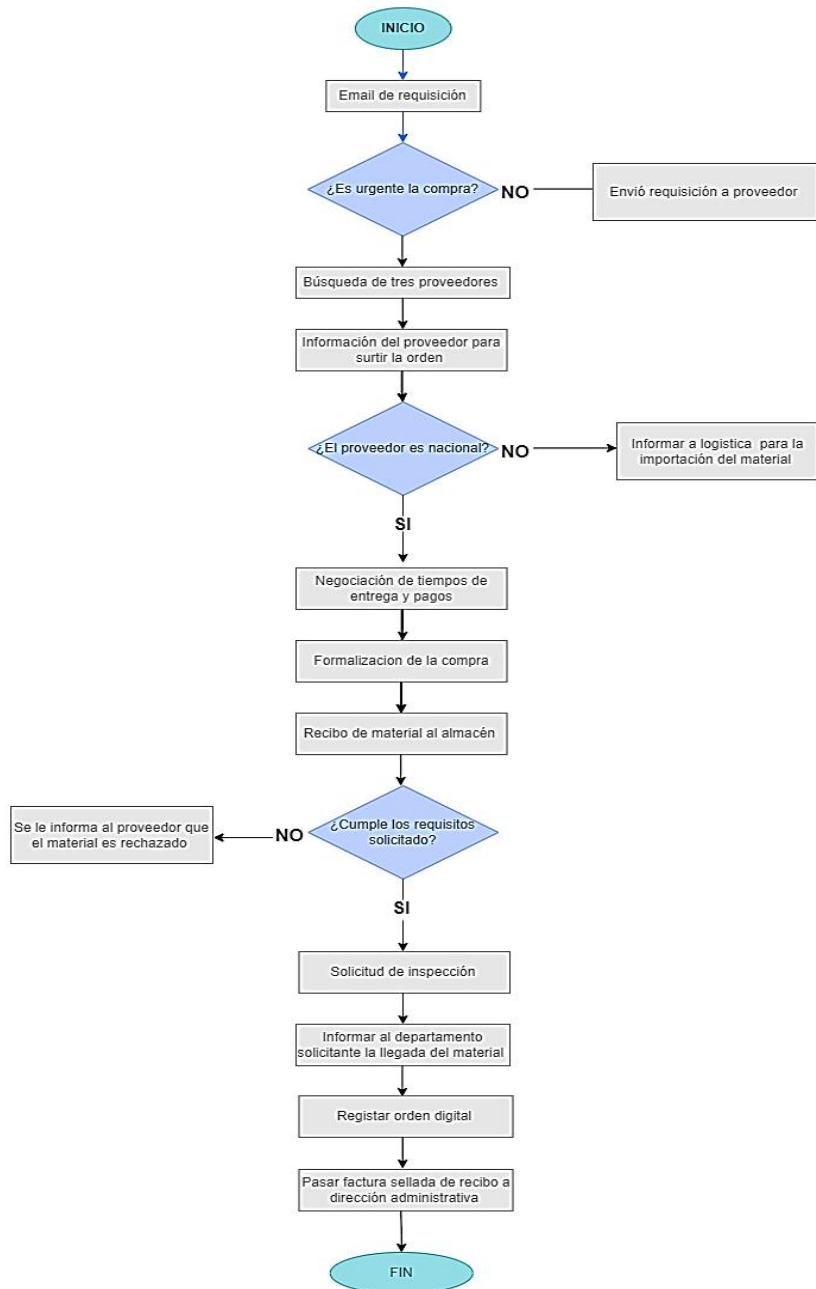 INICIO
Email de requisición
¿Es urgente la compra?
NO
Envió requisición a proveedor
Búsqueda de tres proveedores
Información del proveedor para
surtir la orden
¿El proveedor es nacional?
NO
Informar a logistica para la
importación del material
SI
Negociación de tiempos de
entrega y pagos
Formalizacion de la compra
Recibo de material al almacén
¿Cumple los requisitos
solicitado?
NO
Se le informa al proveedor que
el material es rechazado
SI
Solicitud de inspección
Informar al departamento
solicitante la llegada del material
Registar orden digital
Pasar factura sellada de recibo a
dirección administrativa
FIN